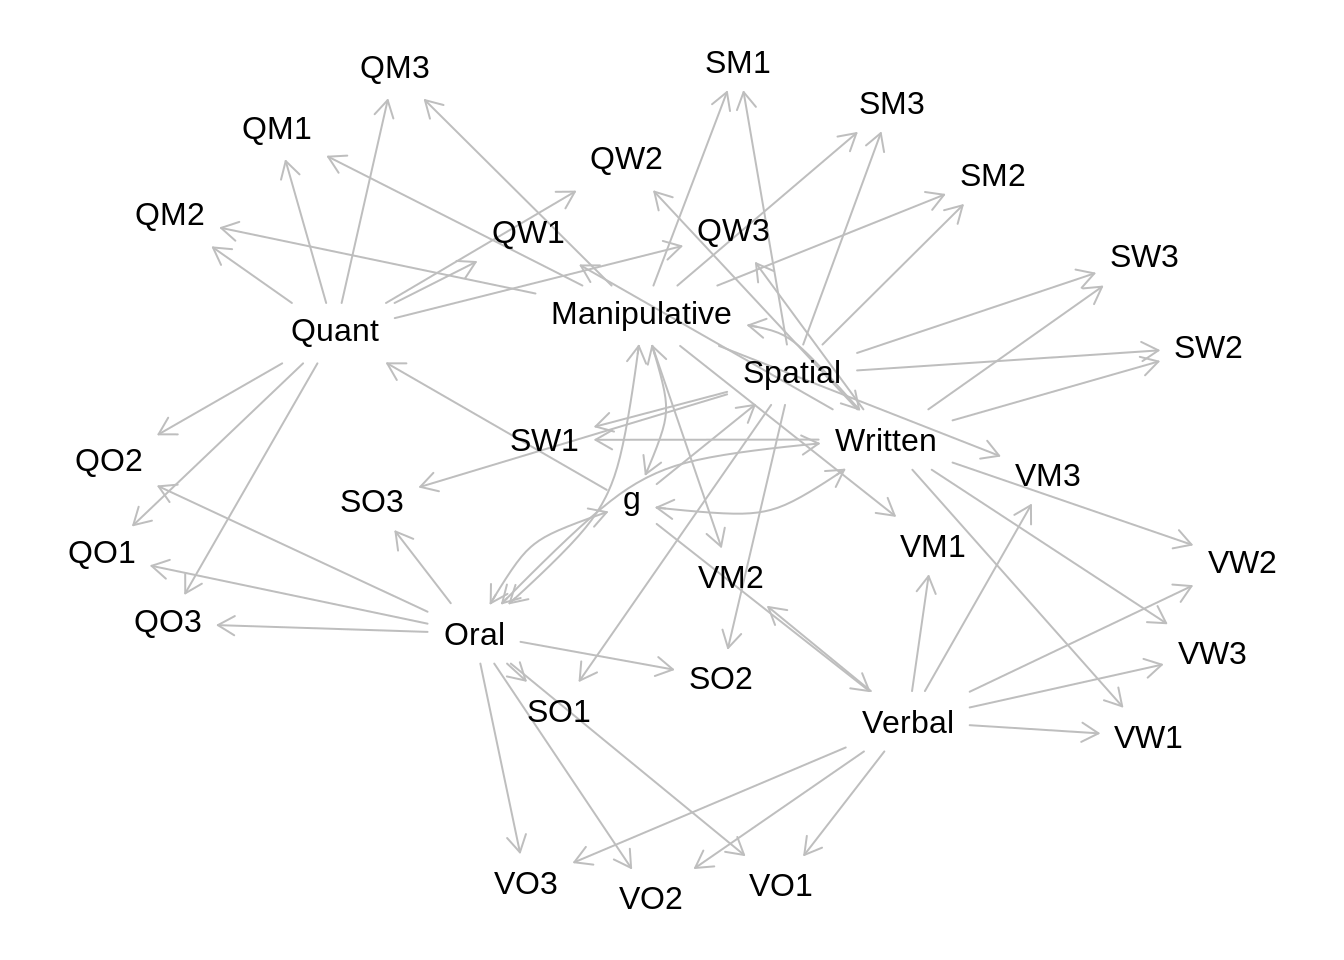 SM1
QM3
SM3
QM1
QW2
SM2
QM2
QW3
QW1
SW3
Manipulative
Quant
SW2
Spatial
SW1
Written
QO2
VM3
SO3
g
VM1
QO1
VW2
VM2
QO3
Oral
VW3
SO2
SO1
Verbal
VW1
VO3
VO1
VO2